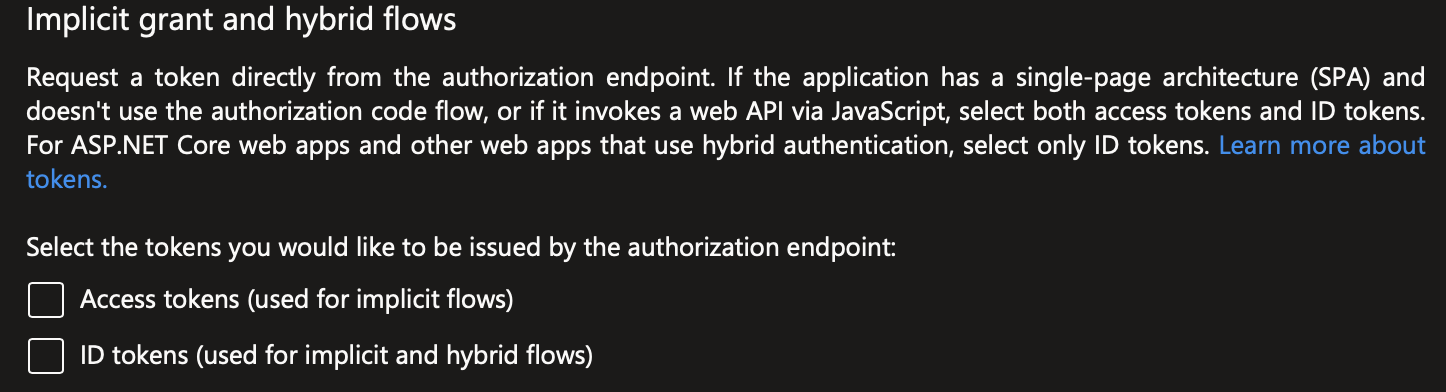 Implicit grant and hybrid flows
Request a token directly from the authorization endpoint. If the application has a single-page architecture (SPA) and
doesn't use the authorization code flow, or if it invokes a web API via JavaScript, select both access tokens and ID tokens.
For ASP.NET Core web apps and other web apps that use hybrid authentication, select only ID tokens. Learn more about
tokens.
Select the tokens you would like to be issued by the authorization endpoint:
Access tokens (used for implicit flows)
ID tokens (used for implicit and hybrid flows)